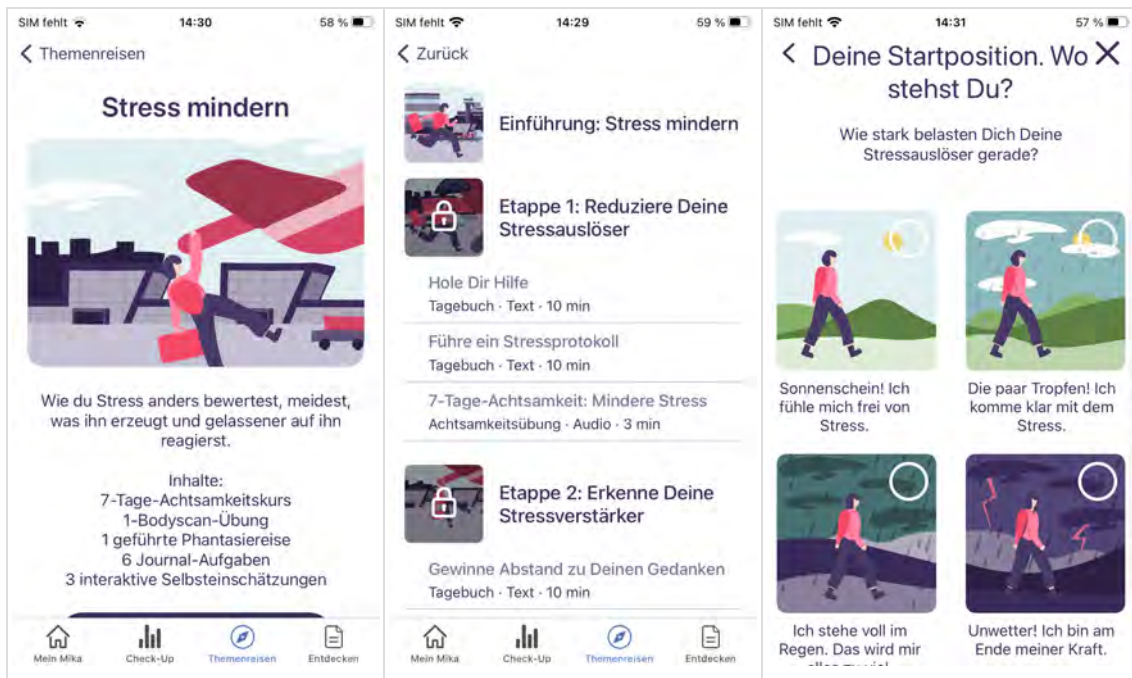 SIM fehlt 14:30 58 %
Themenreisen
Stress mindern
Wie du Stress anders bewertest, meidest,
was ihn erzeugt und gelassener auf ihn
reagierst.
Inhalte:
7-Tage-Achtsamkeitskurs
1-Bodyscan-Übung
1 geführte Phantasiereise
6 Journal-Aufgaben
3 interaktive Selbsteinschätzungen
Mein Mika Check-Up Themenreisen Entdecken
SIM fehlt 14:29 59 %
Zurück
Einführung: Stress mindern
Etappe 1: Reduziere Deine
Stressauslöser
Hole Dir Hilfe
Tagebuch · Text · 10 min
Führe ein Stressprotokoll
Tagebuch · Text · 10 min
7-Tage-Achtsamkeit: Mindere Stress
Achtsamkeitsübung · Audio · 3 min
Etappe 2: Erkenne Deine
Stressverstärker
Gewinne Abstand zu Deinen Gedanken
Tagebuch · Text · 10 min
Mein Mika Check-Up Themenreisen Entdecken
SIM fehlt 14:31 57 %
Deine Startposition. Wo
stehst Du?
Wie stark belasten Dich Deine
Stressauslöser gerade?
Sonnenschein! Ich
fühle mich frei von
Stress.
Die paar Tropfen! Ich
komme klar mit dem
Stress.
Ich stehe voll im
Regen. Das wird mir
Unwetter! Ich bin am
Ende meiner Kraft.